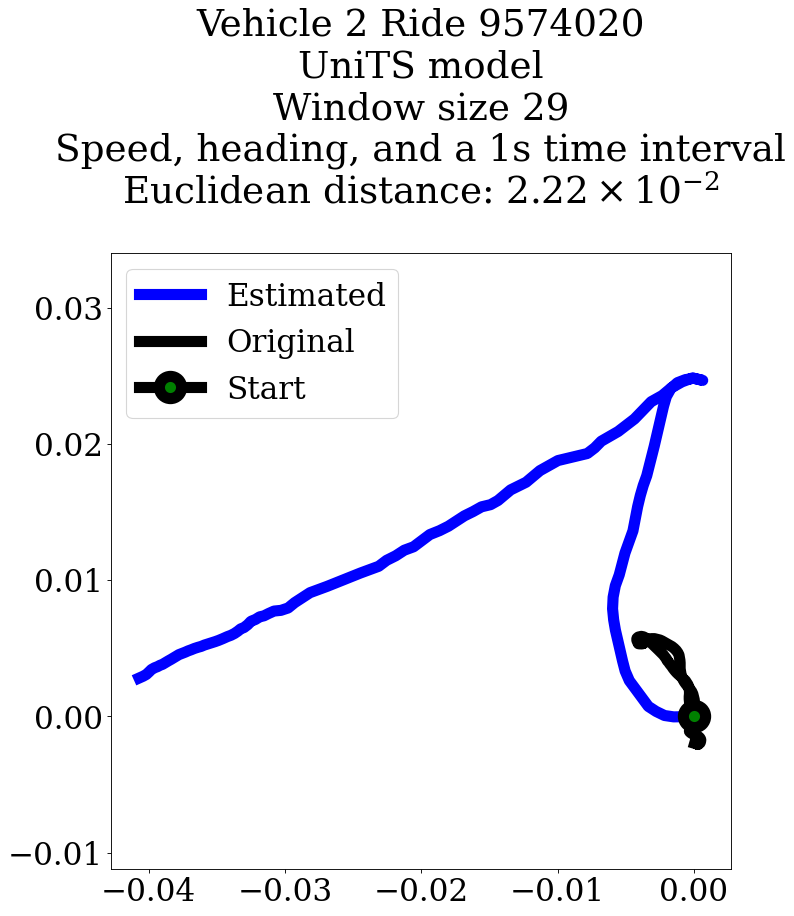 Vehicle 2 Ride 9574020
UniTS model
Window size 29
Speed, heading, and a 1s time interval
Euclidean distance: 2.22 × 10⁻²
Estimated
Original
Start
0.03
0.02
0.01
0.00
−0.01
−0.04 −0.03 −0.02 −0.01 0.00